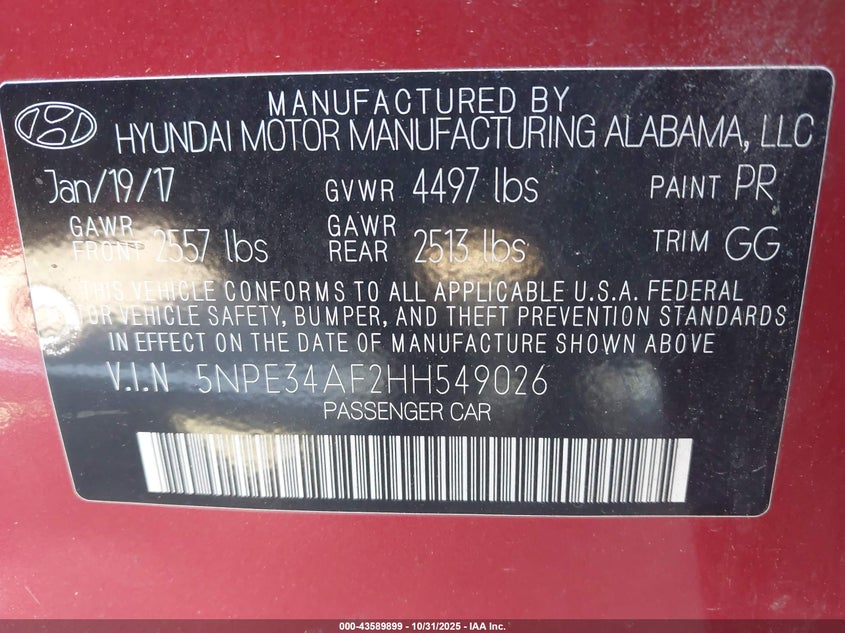 MANUFACTURED BY
HYUNDAI MOTOR MANUFACTURING ALABAMA, LLC
Jan/19/17 GVWR 4497 lbs PAINT PR
GAWR FRONT 2557 lbs GAWR REAR 2513 lbs TRIM GG
THIS VEHICLE CONFORMS TO ALL APPLICABLE U.S.A. FEDERAL
MOTOR VEHICLE SAFETY, BUMPER, AND THEFT PREVENTION STANDARDS
IN EFFECT ON THE DATE OF MANUFACTURE SHOWN ABOVE
V.I.N 5NPE34AF2HH549026
PASSENGER CAR
000-43589899 - 10/31/2025 - IAA Inc.